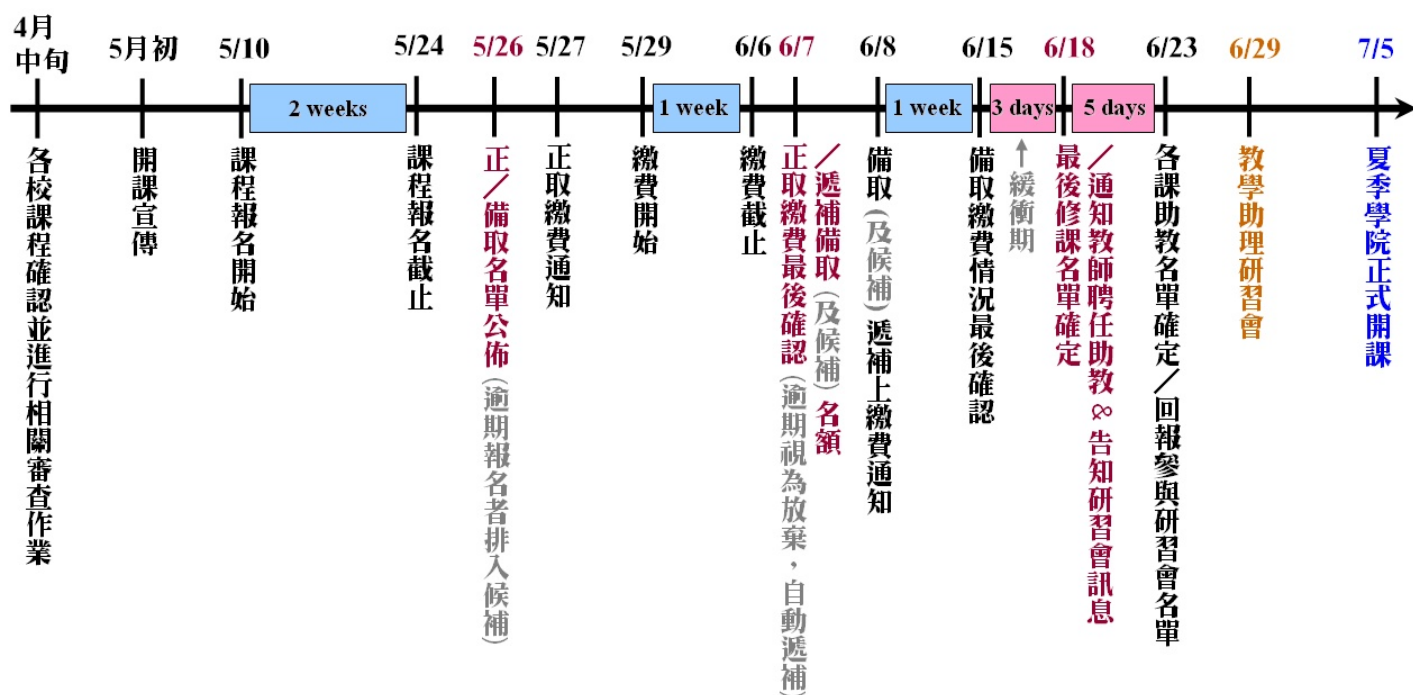 4月
中旬
5月初
5/10
5/24
5/26
5/27
5/29
6/6
6/7
6/8
6/15
6/18
6/23
6/29
7/5
2 weeks
1 week
1 week
3 days
5 days
各校課程確認並進行相關審查作業
開課宣傳
課程報名開始
課程報名截止
正／備取名單公佈(逾期報名者排入候補)
正取繳費通知
繳費開始
繳費截止
正取繳費最後確認(逾期視為放棄，自動遞補)
／遞補備取(及候補)名額
備取(及候補)遞補上繳費通知
備取繳費情況最後確認
↑緩衝期
最後修課名單確定
／通知教師聘任助教 & 告知研習會訊息
各課助教名單確定／回報參與研習會名單
教學助理研習會
夏季學院正式開課